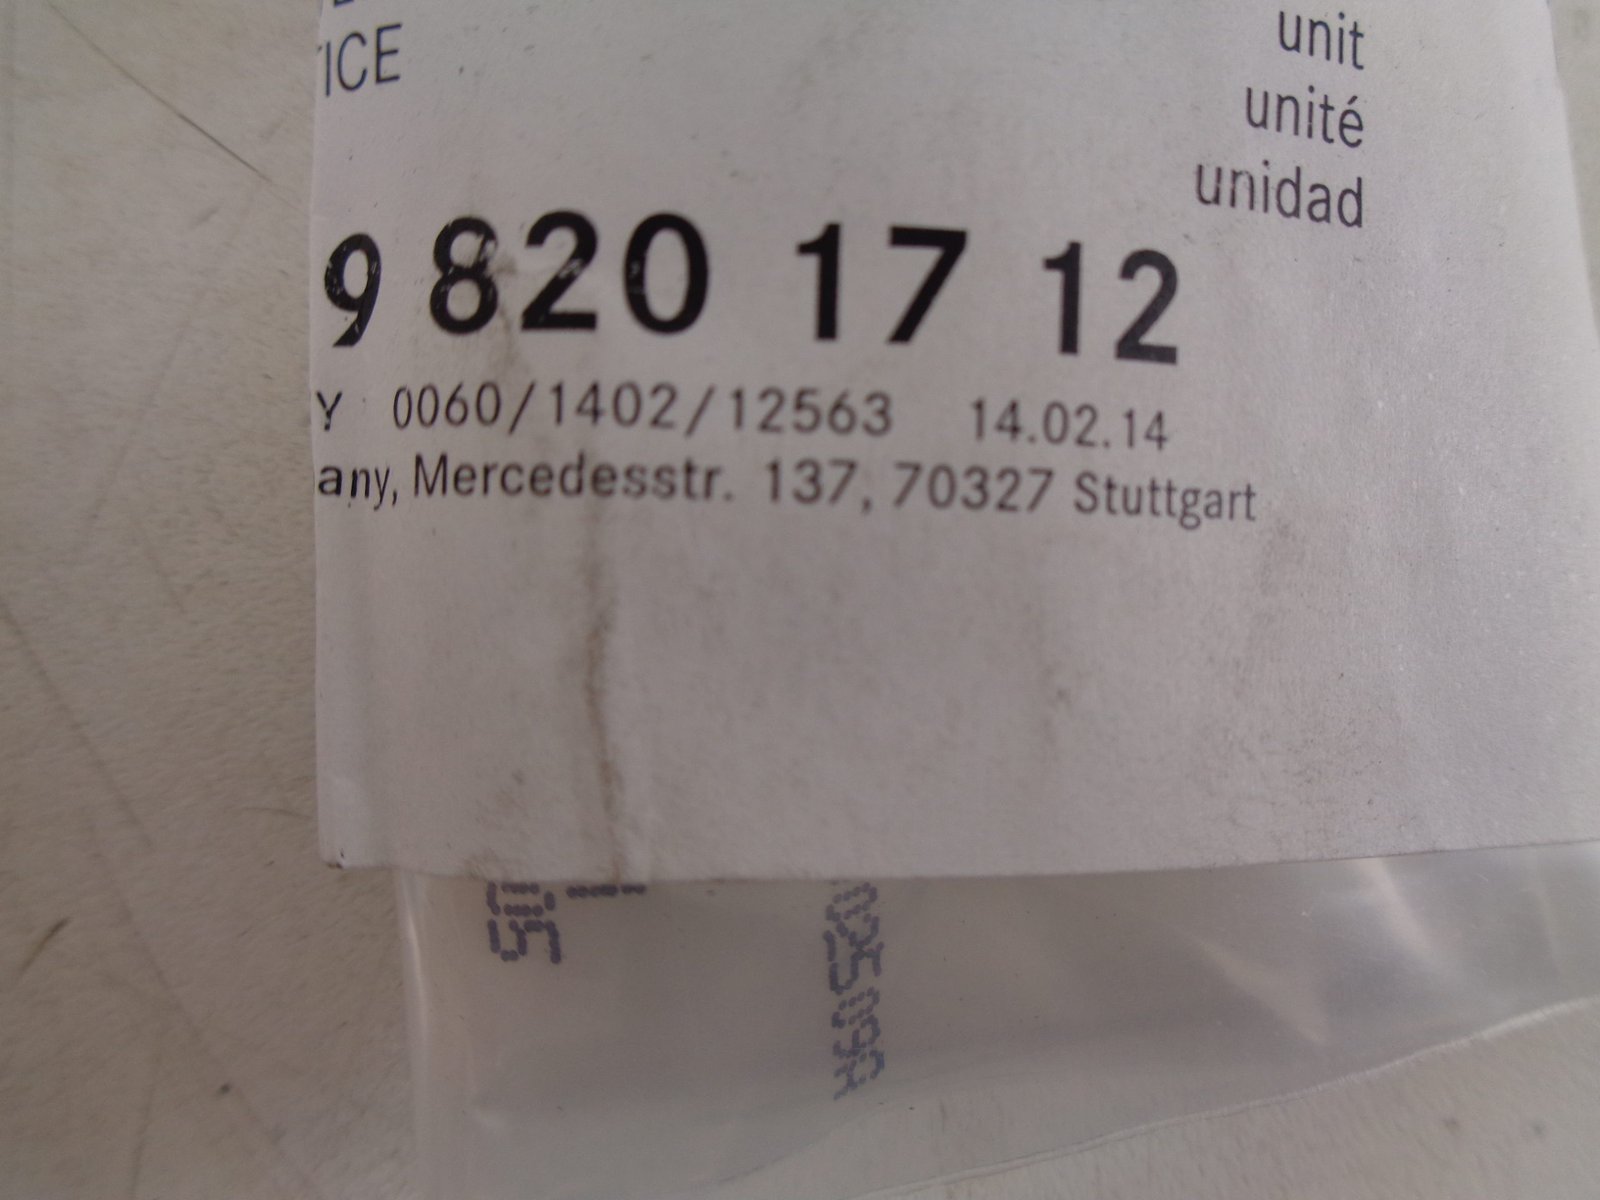 ICE
unit
unité
unidad
9 820 17 12
Y 0060/1402/12563 14.02.14
any, Mercedesstr. 137, 70327 Stuttgart